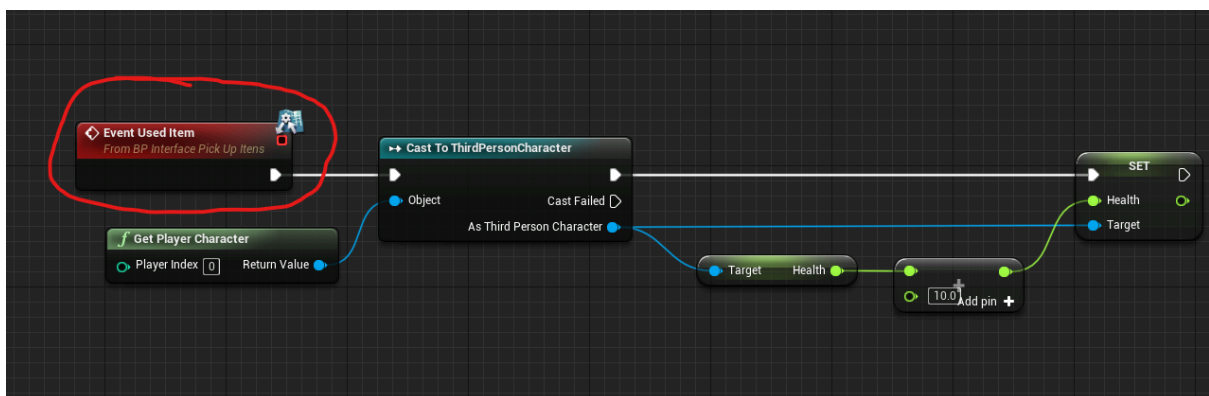 Event Used Item
From BP Interface Pick Up Itens
Cast To ThirdPersonCharacter
Object
Cast Failed
As Third Person Character
SET
Health
Target
f Get Player Character
Player Index 0
Return Value
Target Health
10.0
Add pin +